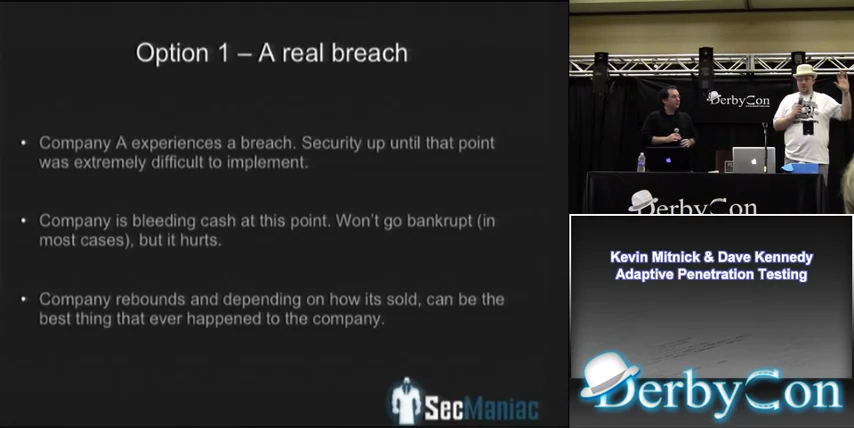 Option 1 – A real breach
• Company A experiences a breach. Security up until that point
was extremely difficult to implement.
• Company is bleeding cash at this point. Won't go bankrupt (in
most cases), but it hurts.
• Company rebounds and depending on how its sold, can be the
best thing that ever happened to the company.
SecManiac
DerbyCon
DerbyCon
Kevin Mitnick & Dave Kennedy
Adaptive Penetration Testing
DerbyCon